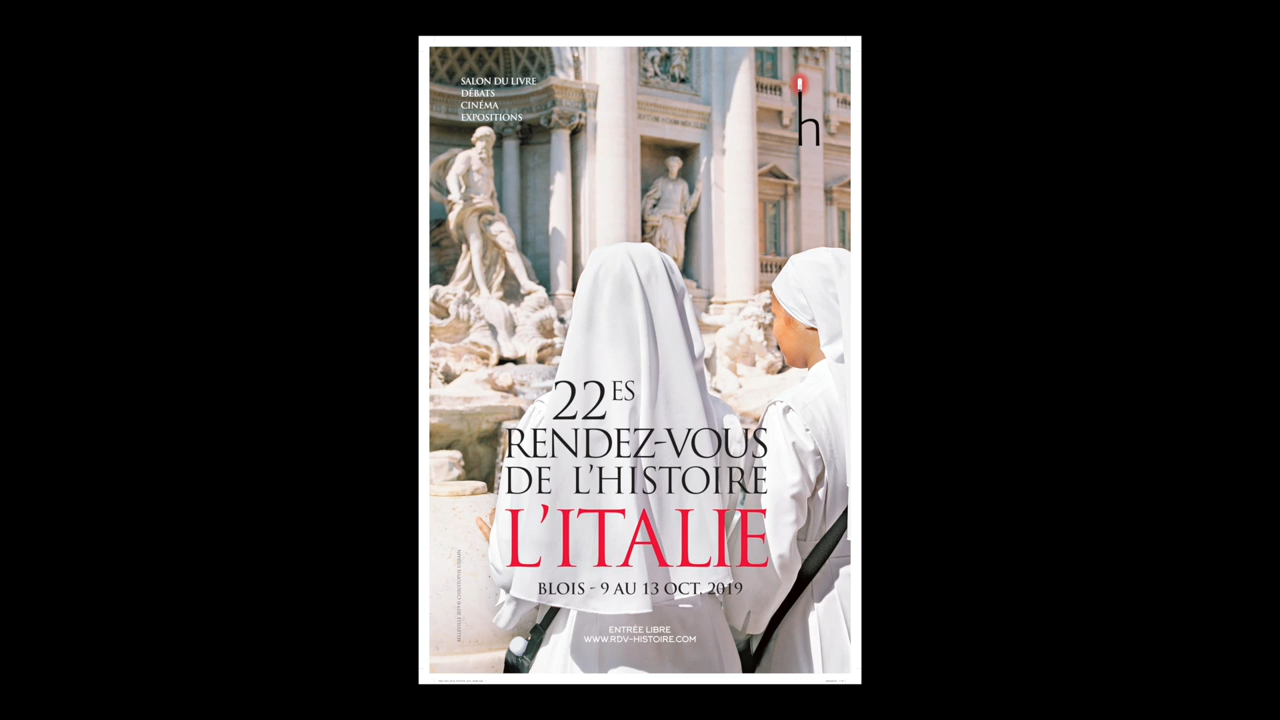 SALON DU LIVRE
DÉBATS
CINÉMA
EXPOSITIONS
h
22ES
RENDEZ-VOUS
DE L'HISTOIRE
L'ITALIE
BLOIS - 9 AU 13 OCT. 2019
ENTRÉE LIBRE
WWW.RDV-HISTOIRE.COM